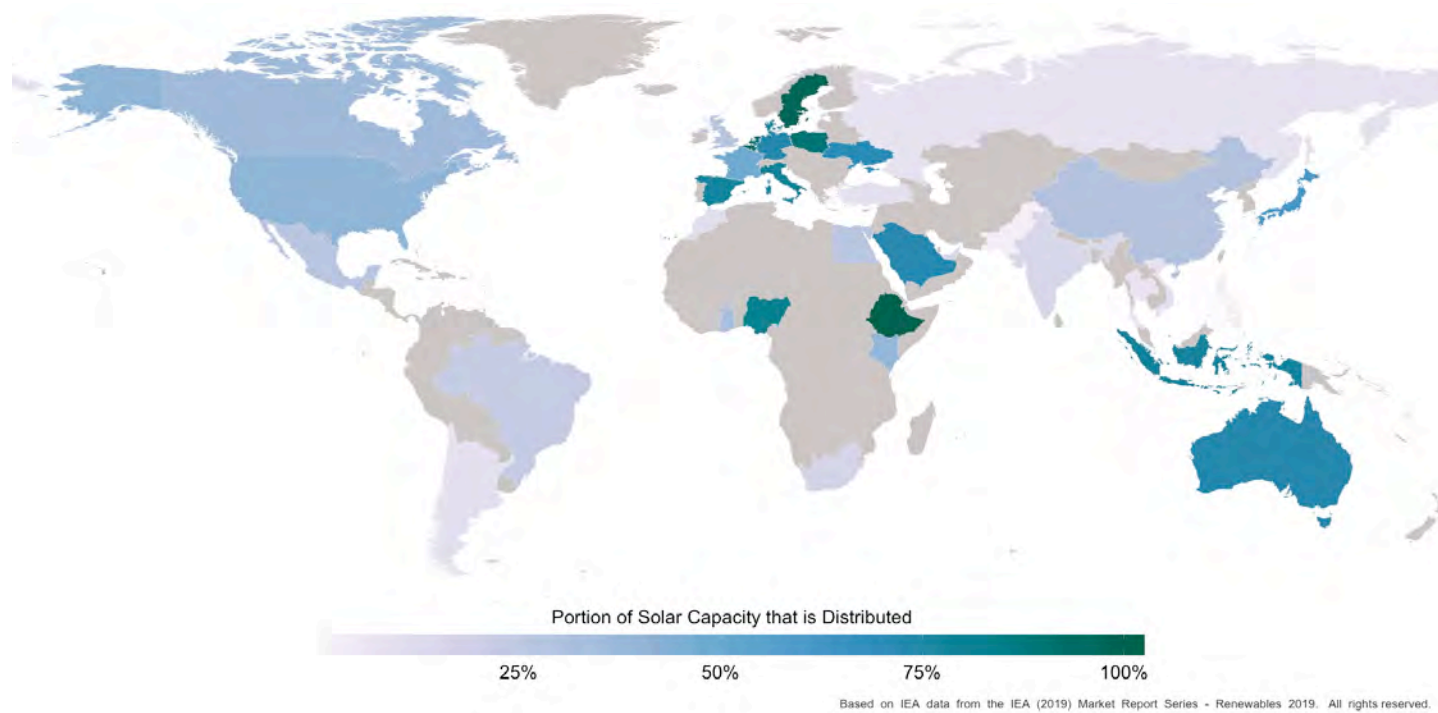 Portion of Solar Capacity that is Distributed
25% 50% 75% 100%
Based on IEA data from the IEA (2019) Market Report Series - Renewables 2019. All rights reserved.